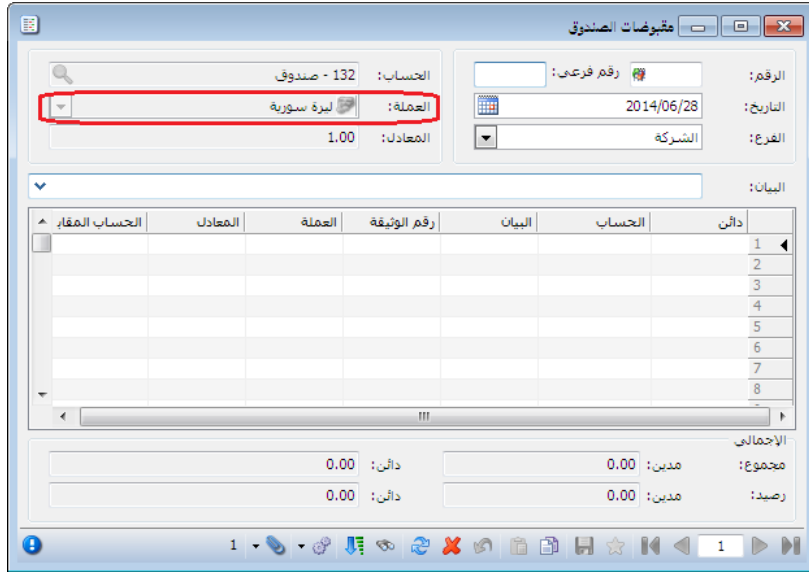 مقبوضات الصندوق
الرقم: رقم فرعي: الحساب: 132 - صندوق
التاريخ: 2014/06/28 العملة: ليرة سورية
الفرع: الشركة المعادل: 1.00
البيان:
دائن الحساب البيان رقم الوثيقة العملة المعادل الحساب المقابـ
1
2
3
4
5
6
7
8
الإجمالي
مجموع: مدين: 0.00 دائن: 0.00
رصيد: مدين: 0.00 دائن: 0.00
1 1